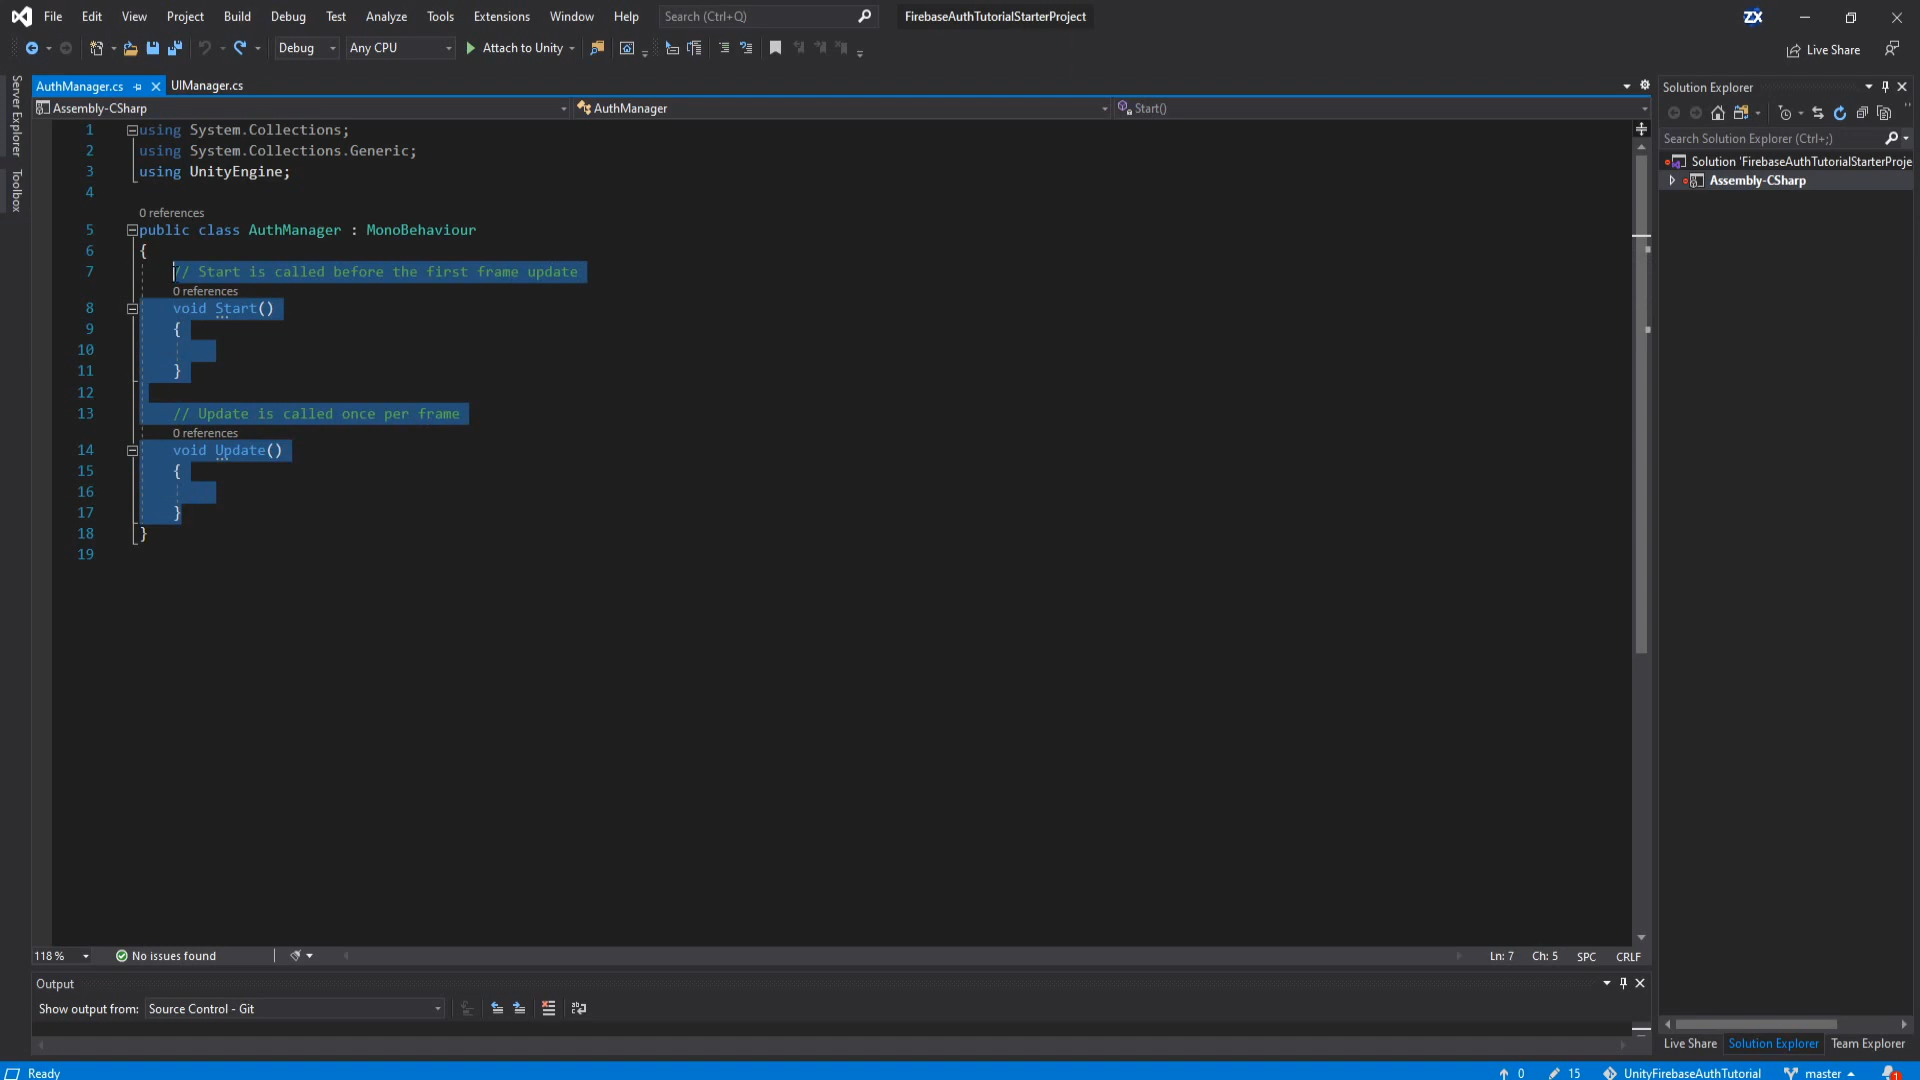 File Edit View Project Build Debug Test Analyze Tools Extensions Window Help Search (Ctrl+Q) FirebaseAuthTutorialStarterProject ZX
Debug Any CPU Attach to Unity Live Share
Server Explorer
Toolbox
AuthManager.cs UIManager.cs
Assembly-CSharp AuthManager Start()
1 using System.Collections;
2 using System.Collections.Generic;
3 using UnityEngine;
4
0 references
5 public class AuthManager : MonoBehaviour
6 {
7 // Start is called before the first frame update
0 references
8 void Start()
9 {
10
11 }
12
13 // Update is called once per frame
0 references
14 void Update()
15 {
16
17 }
18 }
19
118 % No issues found Ln: 7 Ch: 5 SPC CRLF
Output
Show output from: Source Control - Git
Solution Explorer
Search Solution Explorer (Ctrl+;)
Solution 'FirebaseAuthTutorialStarterProje
Assembly-CSharp
Live Share Solution Explorer Team Explorer
Ready 0 15 UnityFirebaseAuthTutorial master 1